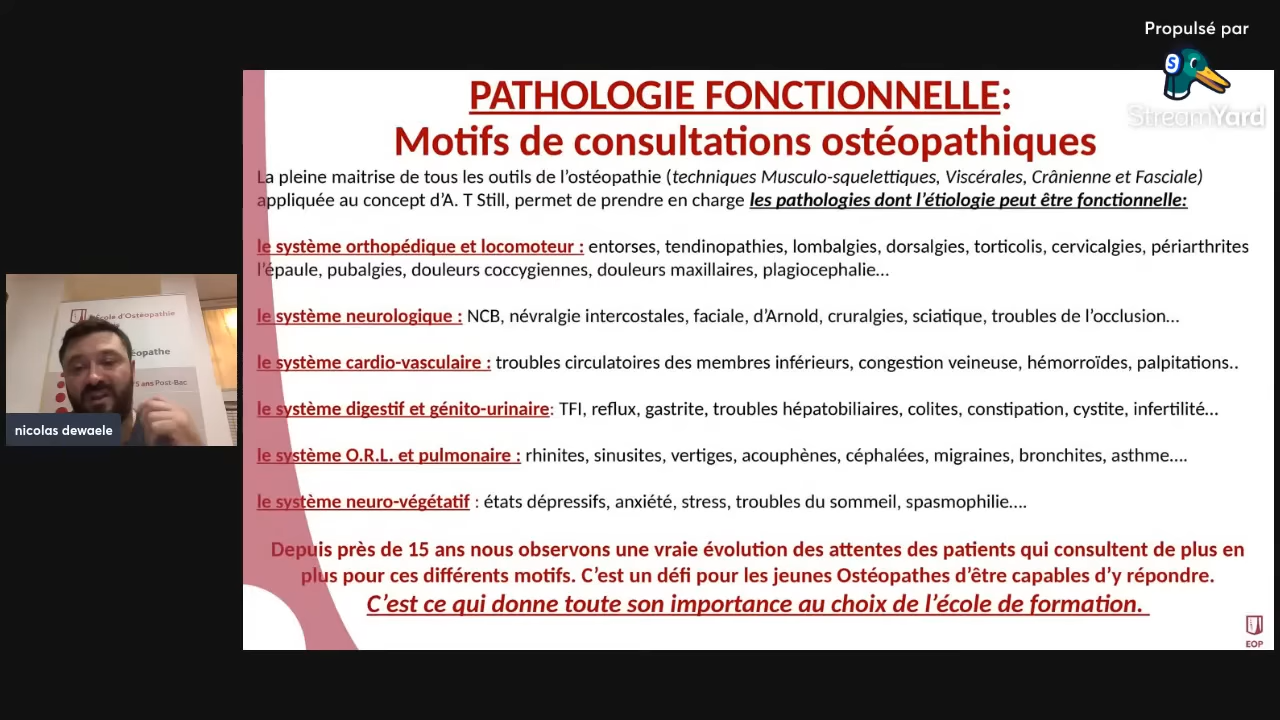 Propulsé par
StreamYard
PATHOLOGIE FONCTIONNELLE:
Motifs de consultations ostéopathiques
La pleine maitrise de tous les outils de l'ostéopathie (techniques Musculo-squelettiques, Viscérales, Crânienne et Fasciale)
appliquée au concept d'A. T Still, permet de prendre en charge les pathologies dont l'étiologie peut être fonctionnelle:
le système orthopédique et locomoteur : entorses, tendinopathies, lombalgies, dorsalgies, torticolis, cervicalgies, périarthrites
l'épaule, pubalgies, douleurs coccygiennes, douleurs maxillaires, plagiocephalie...
le système neurologique : NCB, névralgie intercostales, faciale, d'Arnold, cruralgies, sciatique, troubles de l'occlusion...
le système cardio-vasculaire : troubles circulatoires des membres inférieurs, congestion veineuse, hémorroïdes, palpitations..
le système digestif et génito-urinaire: TFI, reflux, gastrite, troubles hépatobiliaires, colites, constipation, cystite, infertilité...
le système O.R.L. et pulmonaire : rhinites, sinusites, vertiges, acouphènes, céphalées, migraines, bronchites, asthme....
le système neuro-végétatif : états dépressifs, anxiété, stress, troubles du sommeil, spasmophilie....
Depuis près de 15 ans nous observons une vraie évolution des attentes des patients qui consultent de plus en
plus pour ces différents motifs. C'est un défi pour les jeunes Ostéopathes d'être capables d'y répondre.
C'est ce qui donne toute son importance au choix de l'école de formation.
EOP
École d'Ostéopathie
5 ans Post-Bac
nicolas dewaele